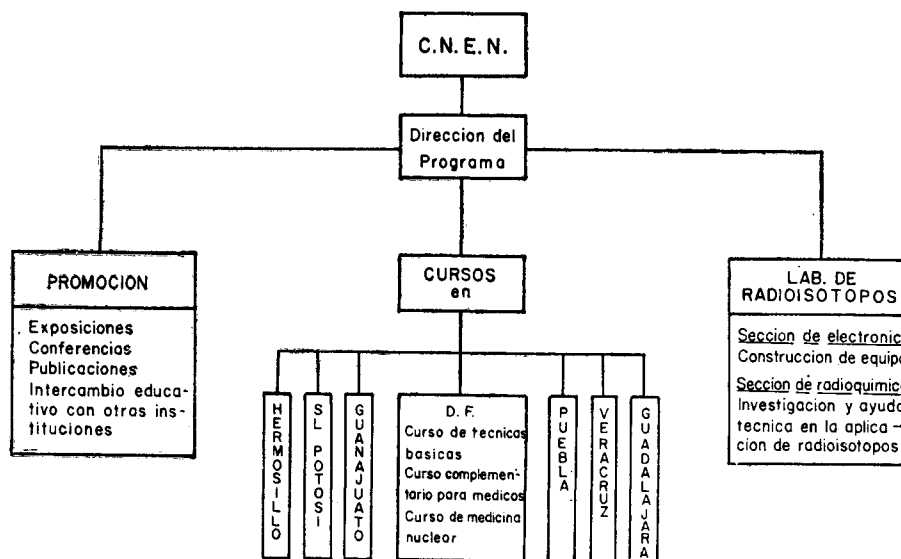 C.N.E.N.
Direccion del
Programa
PROMOCION
Exposiciones
Conferencias
Publicaciones
Intercambio educa-
tivo con otras ins-
tituciones
CURSOS
en
HERMOSILLO
SL POTOSI
GUANAJUATO
D. F.
Curso de tecnicas
basicas
Curso complemen-
tario para medicos
Curso de medicina
nuclear
PUEBLA
VERACRUZ
GUADALAJARA
LAB. DE
RADIOISOTOPOS
Seccion de electronic
Construccion de equipo
Seccion de radioquimic
Investigacion y ayuda
tecnica en la aplica-
cion de radioisotopos